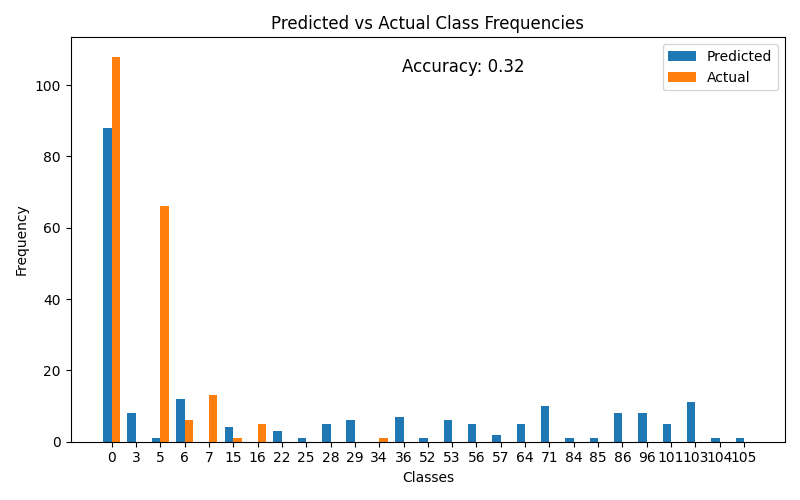 Predicted vs Actual Class Frequencies
Accuracy: 0.32
Predicted
Actual
Frequency
100
80
60
40
20
0
0 3 5 6 7 15 16 22 25 28 29 34 36 52 53 56 57 64 71 84 85 86 96 101 103 104 105
Classes